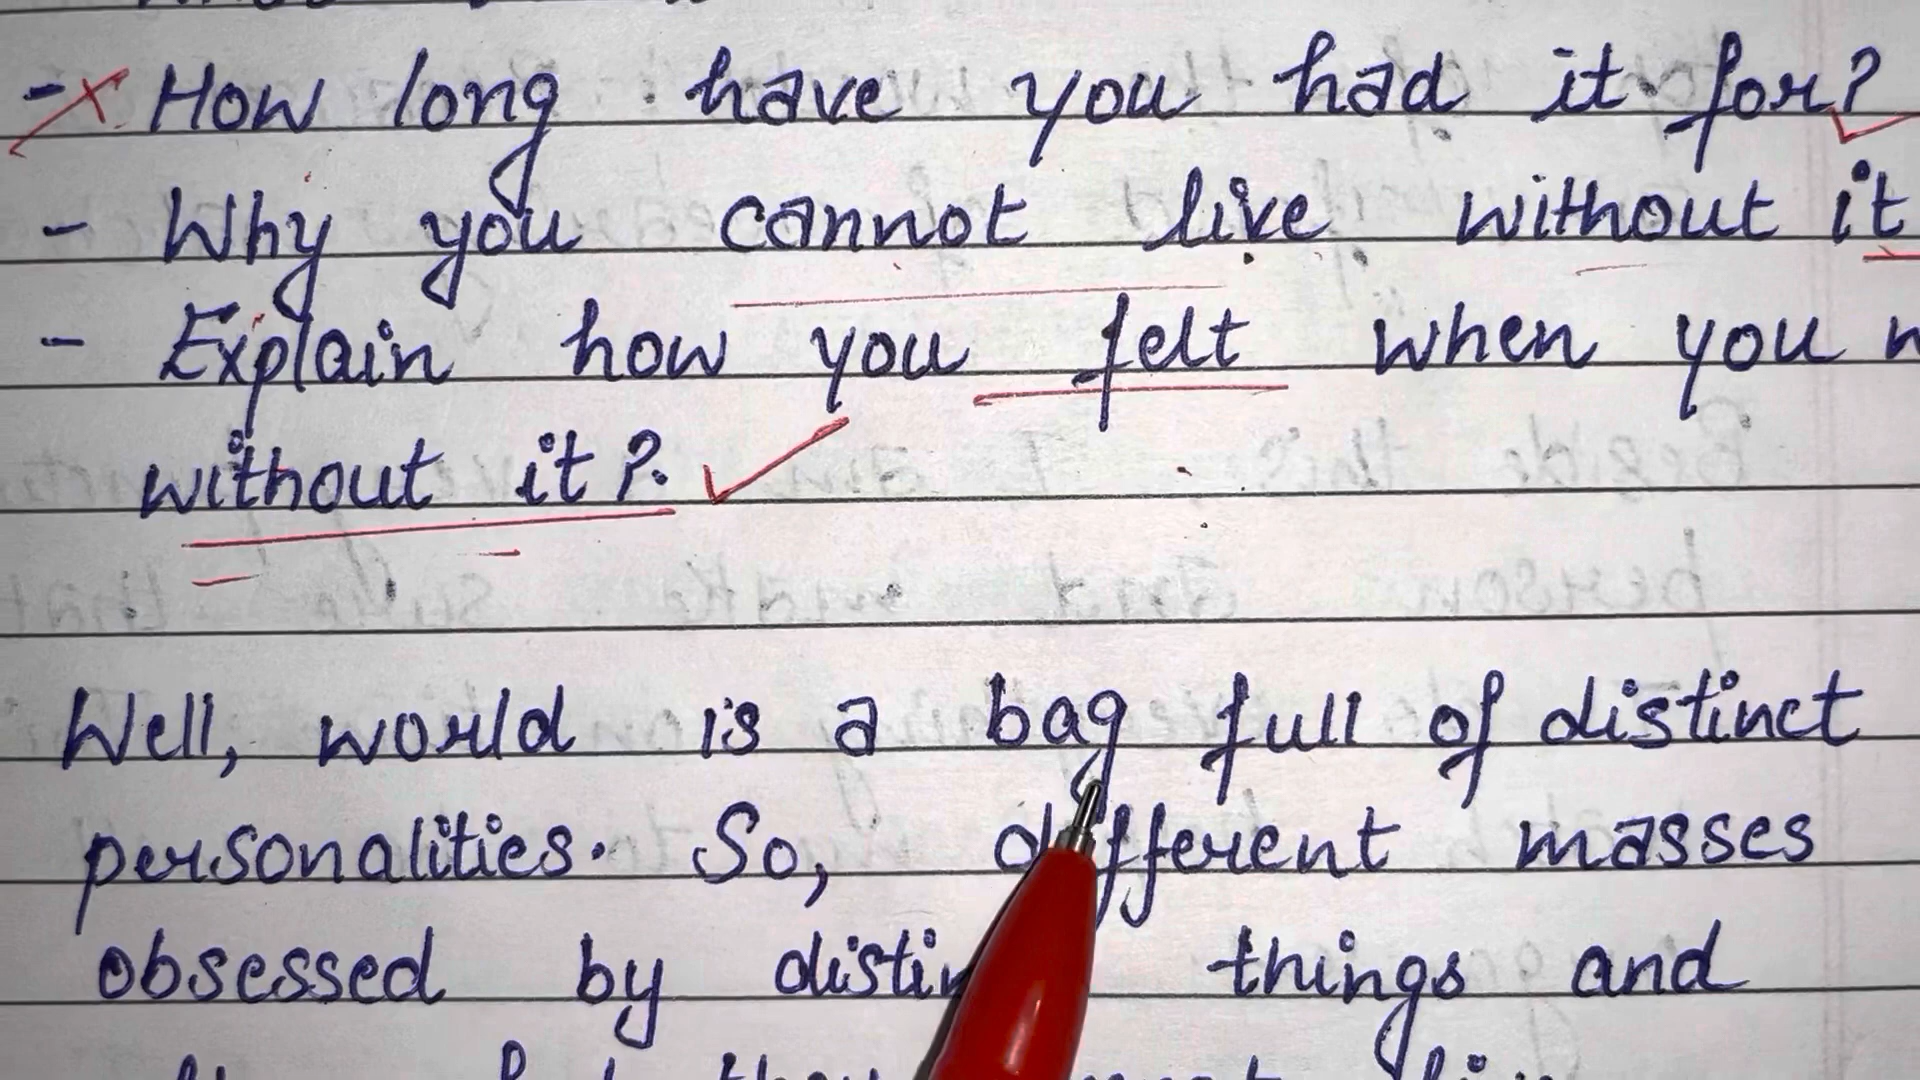 - How long have you had it for?
- Why you cannot live without it
- Explain how you felt when you
without it?
Well, world is a bag full of distinct
personalities. So, different masses
obsessed by things and